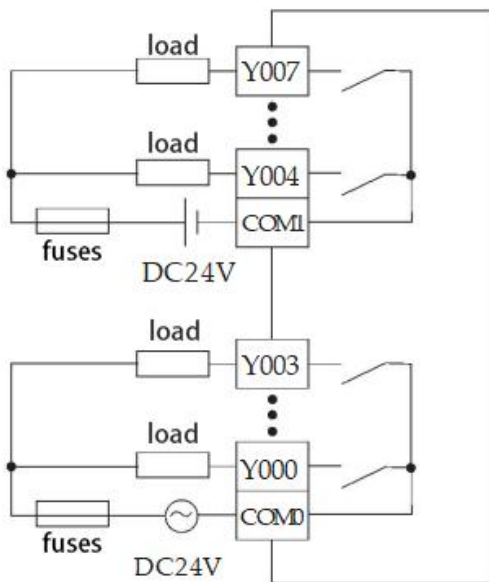 load
Y007
load
Y004
COM1
fuses
DC24V
load
Y003
load
Y000
COM0
fuses
DC24V